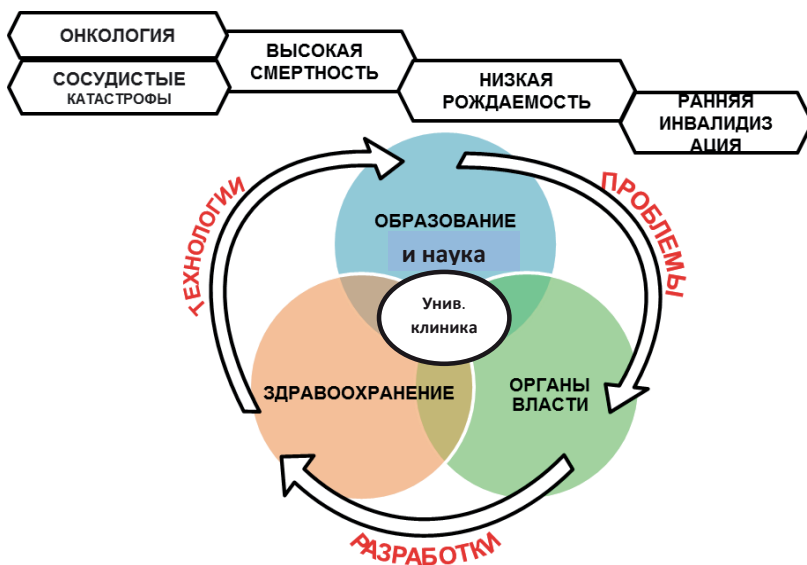 ОНКОЛОГИЯ
СОСУДИСТЫЕ
КАТАСТРОФЫ
ВЫСОКАЯ
СМЕРТНОСТЬ
НИЗКАЯ
РОЖДАЕМОСТЬ
РАННЯЯ
ИНВАЛИДИЗ
АЦИЯ
ТЕХНОЛОГИИ
ПРОБЛЕМЫ
ОБРАЗОВАНИЕ
и наука
Унив.
клиника
ЗДРАВООХРАНЕНИЕ
ОРГАНЫ
ВЛАСТИ
РАЗРАБОТКИ